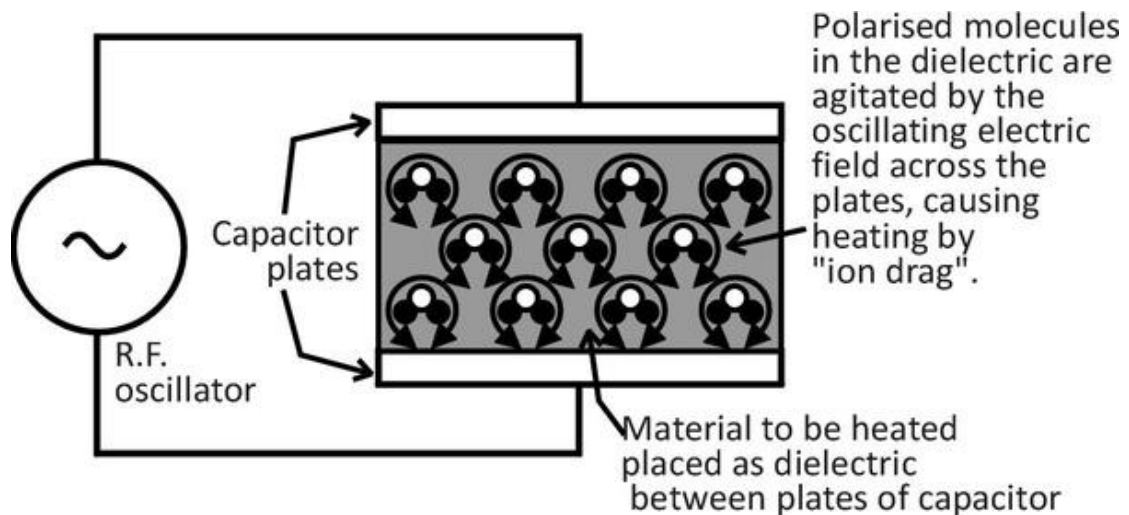 Polarised molecules
in the dielectric are
agitated by the
oscillating electric
field across the
plates, causing
heating by
"ion drag".
Capacitor
plates
R.F.
oscillator
Material to be heated
placed as dielectric
between plates of capacitor